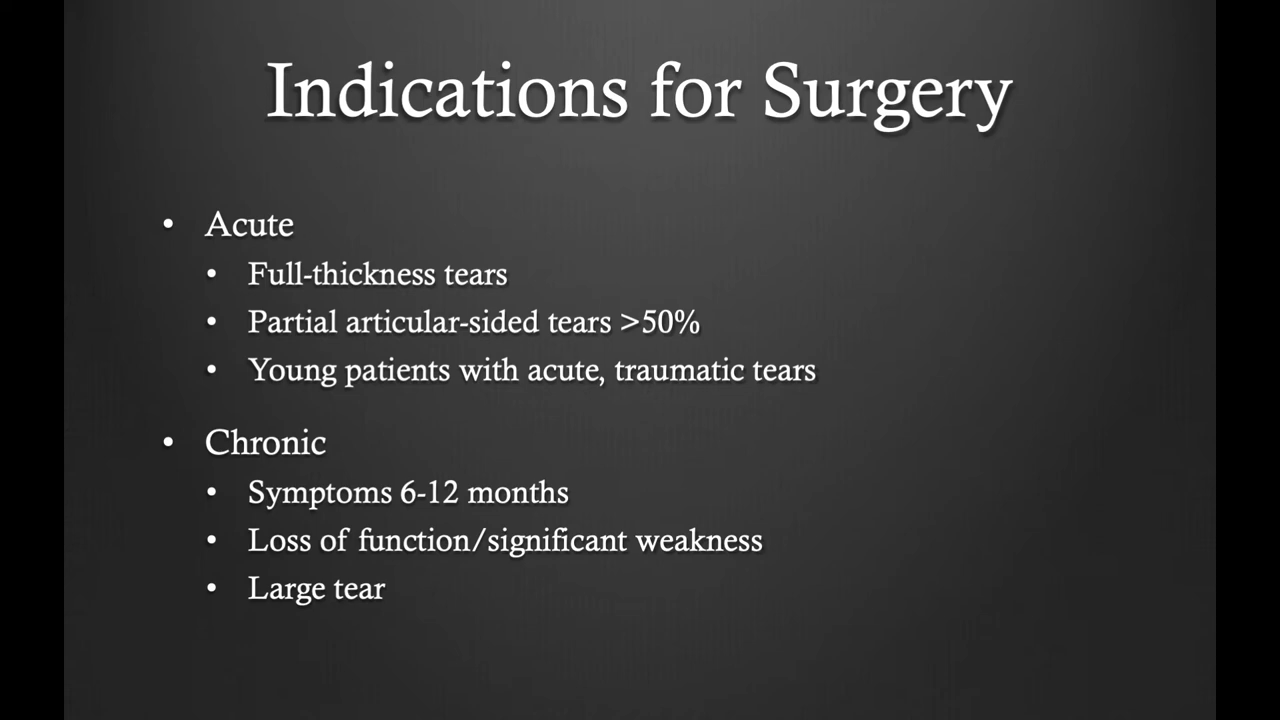 Indications for Surgery
• Acute
• Full-thickness tears
• Partial articular-sided tears >50%
• Young patients with acute, traumatic tears
• Chronic
• Symptoms 6-12 months
• Loss of function/significant weakness
• Large tear